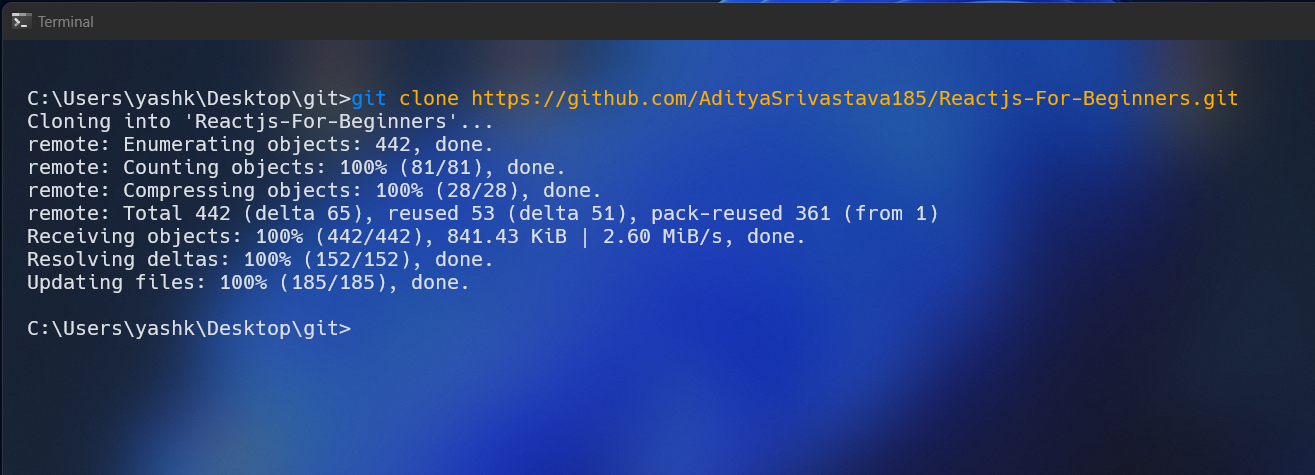 Terminal
C:\Users\yashk\Desktop\git>git clone https://github.com/AdityaSrivastava185/Reactjs-For-Beginners.git
Cloning into 'Reactjs-For-Beginners'...
remote: Enumerating objects: 442, done.
remote: Counting objects: 100% (81/81), done.
remote: Compressing objects: 100% (28/28), done.
remote: Total 442 (delta 65), reused 53 (delta 51), pack-reused 361 (from 1)
Receiving objects: 100% (442/442), 841.43 KiB | 2.60 MiB/s, done.
Resolving deltas: 100% (152/152), done.
Updating files: 100% (185/185), done.
C:\Users\yashk\Desktop\git>